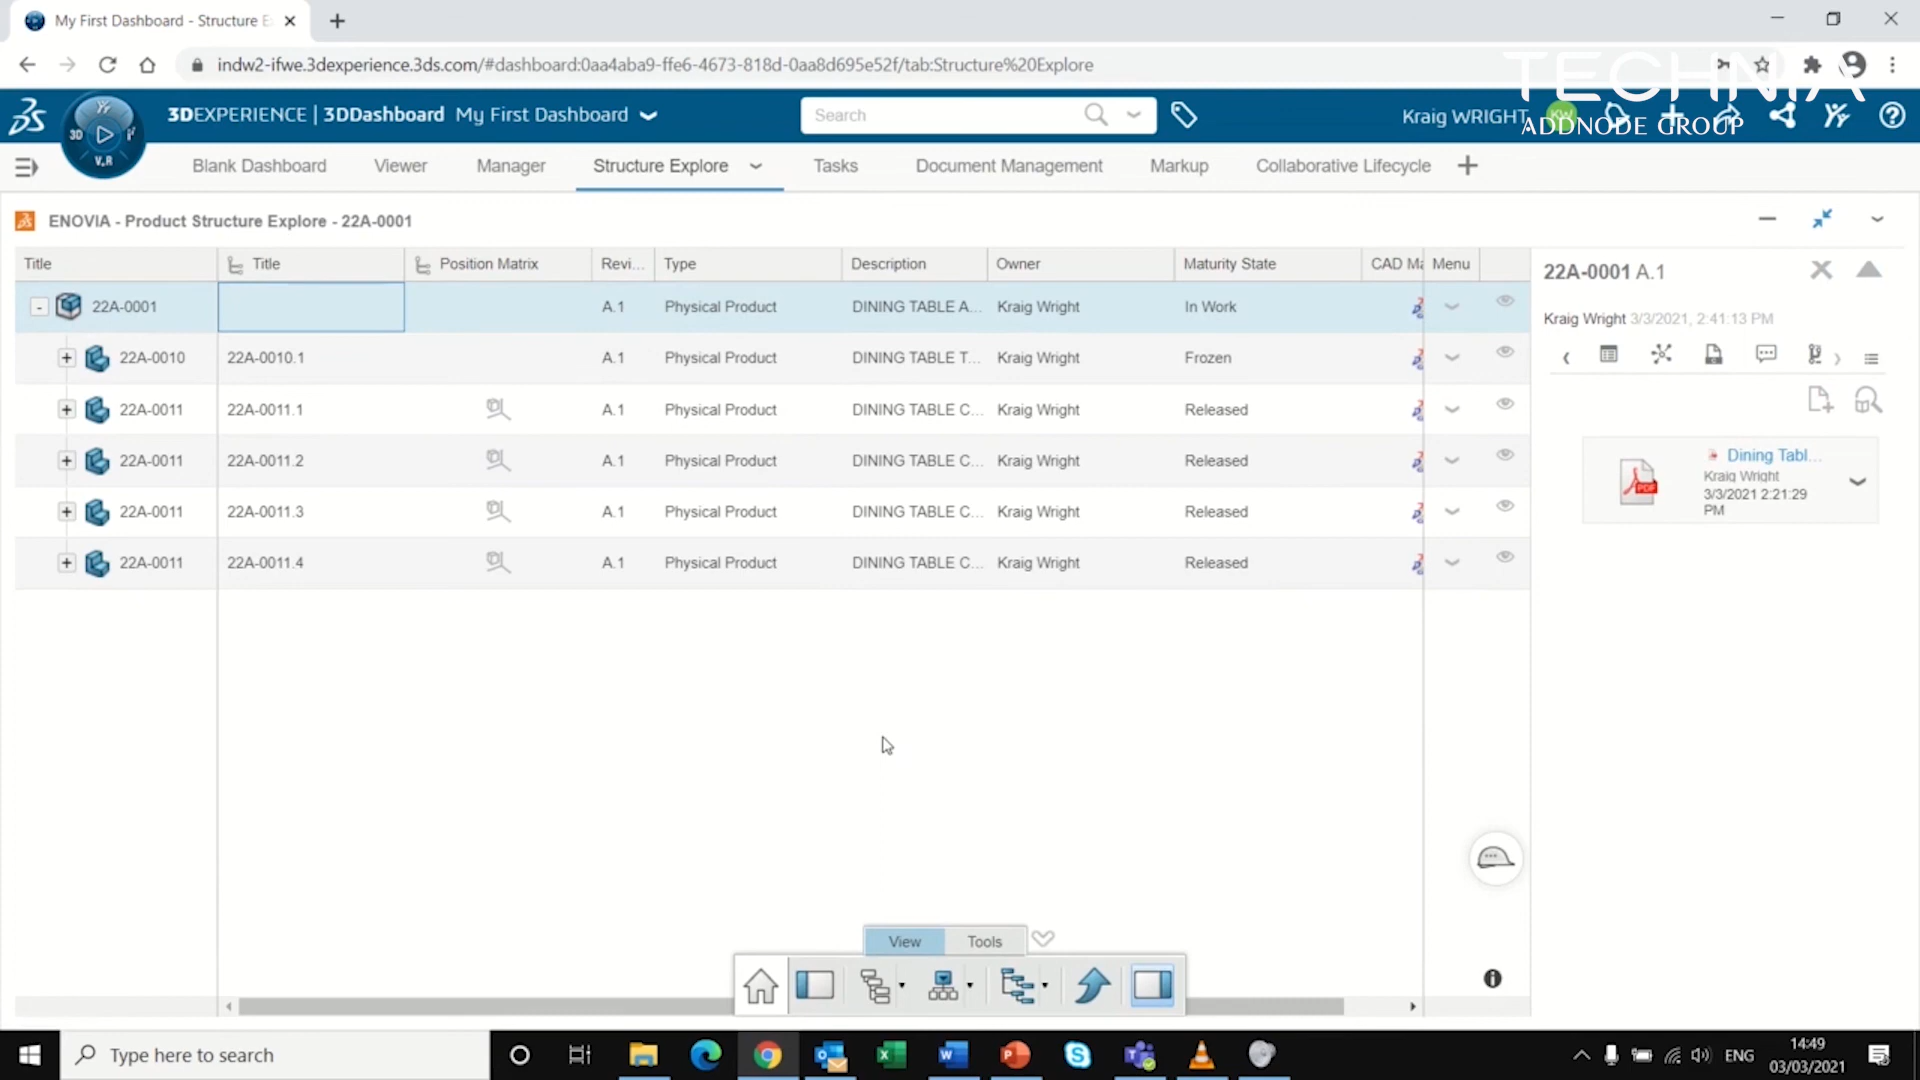 My First Dashboard - Structure E
indw2-ifwe.3dexperience.3ds.com/#dashboard:0aa4aba9-ffe6-4673-818d-0aa8d695e52f/tab:Structure%20Explore
TECHNIA
ADDNODE GROUP
3DEXPERIENCE | 3DDashboard My First Dashboard
Search
Kraig WRIGHT
KW
3D
V.R
Blank Dashboard Viewer Manager Structure Explore Tasks Document Management Markup Collaborative Lifecycle
ENOVIA - Product Structure Explore - 22A-0001
Title Title Position Matrix Revi... Type Description Owner Maturity State CAD Ma Menu
22A-0001 A.1 Physical Product DINING TABLE A... Kraig Wright In Work
22A-0010 22A-0010.1 A.1 Physical Product DINING TABLE T... Kraig Wright Frozen
22A-0011 22A-0011.1 A.1 Physical Product DINING TABLE C... Kraig Wright Released
22A-0011 22A-0011.2 A.1 Physical Product DINING TABLE C... Kraig Wright Released
22A-0011 22A-0011.3 A.1 Physical Product DINING TABLE C... Kraig Wright Released
22A-0011 22A-0011.4 A.1 Physical Product DINING TABLE C... Kraig Wright Released
22A-0001 A.1
Kraig Wright 3/3/2021, 2:41:13 PM
PDF
Dining Tabl...
Kraig Wright
3/3/2021 2:21:29
PM
View Tools
Type here to search
ENG
14:49
03/03/2021